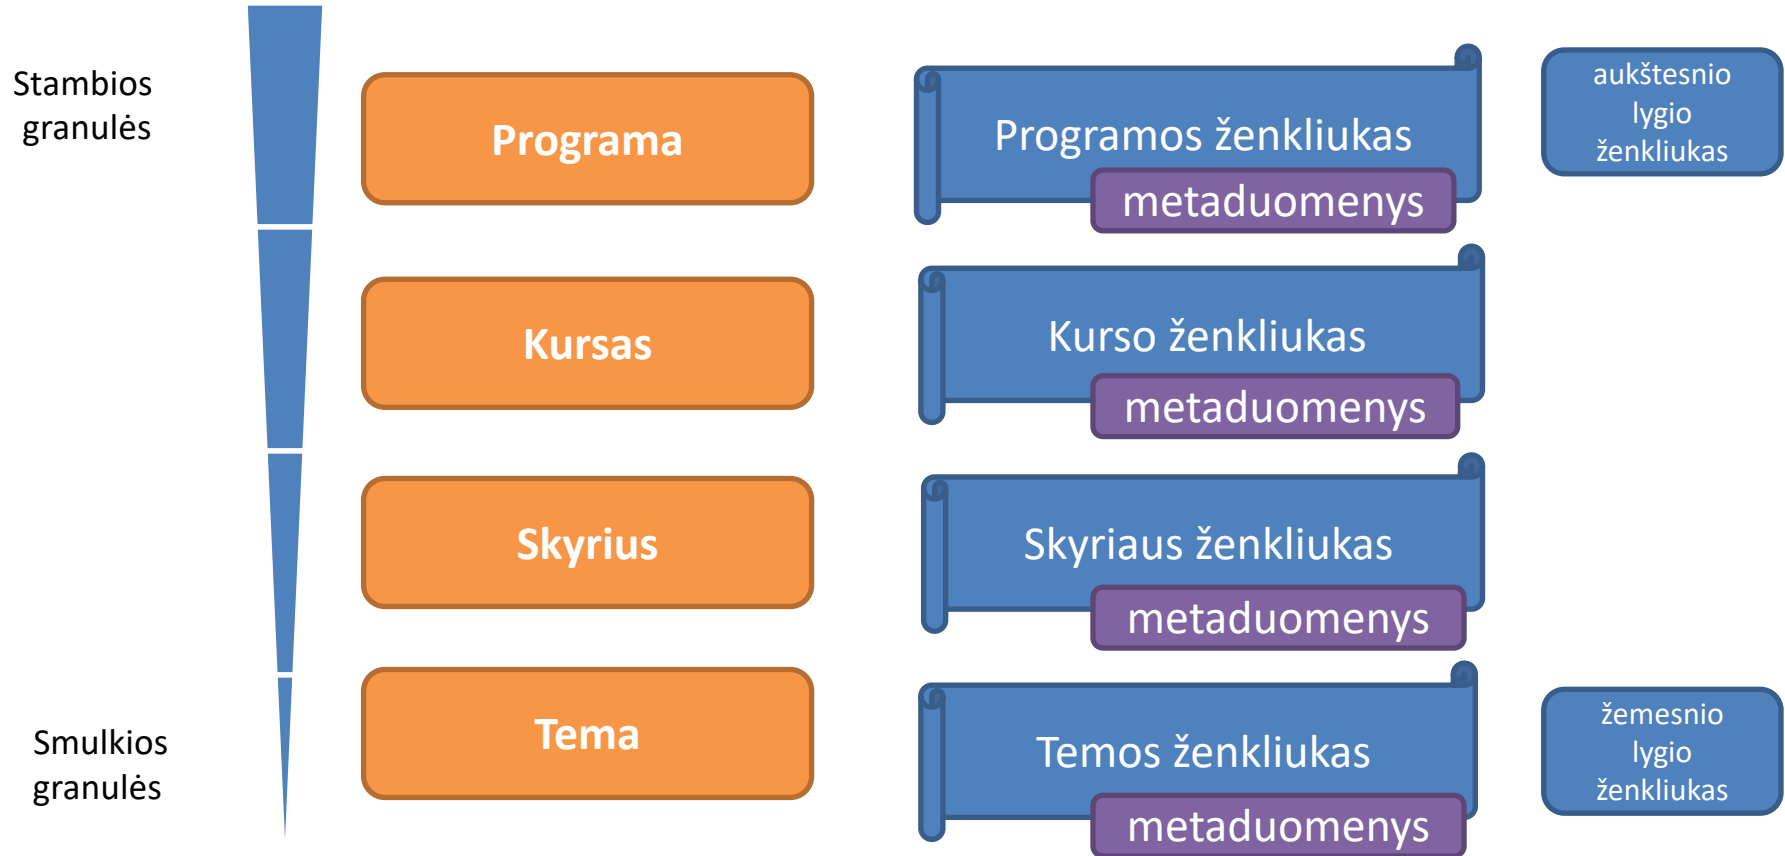 Stambios
granulės
Programa
Programos ženkliukas
metaduomenys
aukštesnio
lygio
ženkliukas
Kursas
Kurso ženkliukas
metaduomenys
Skyrius
Skyriaus ženkliukas
metaduomenys
Smulkios
granulės
Tema
Temos ženkliukas
metaduomenys
žemesnio
lygio
ženkliukas